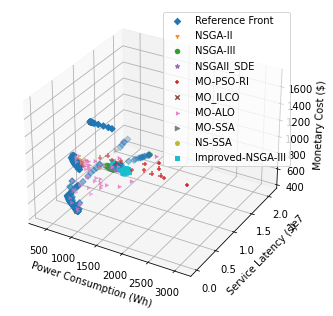 Reference Front
NSGA-II
NSGA-III
NSGAII_SDE
MO-PSO-RI
MO_ILCO
MO-ALO
MO-SSA
NS-SSA
Improved-NSGA-III
1600
1400
1200
1000
800
600
400
Monetary Cost ($)
500
1000
1500
2000
2500
3000
Power Consumption (Wh)
0.0
0.5
1.0
1.5
2.0
Service Latency (S)